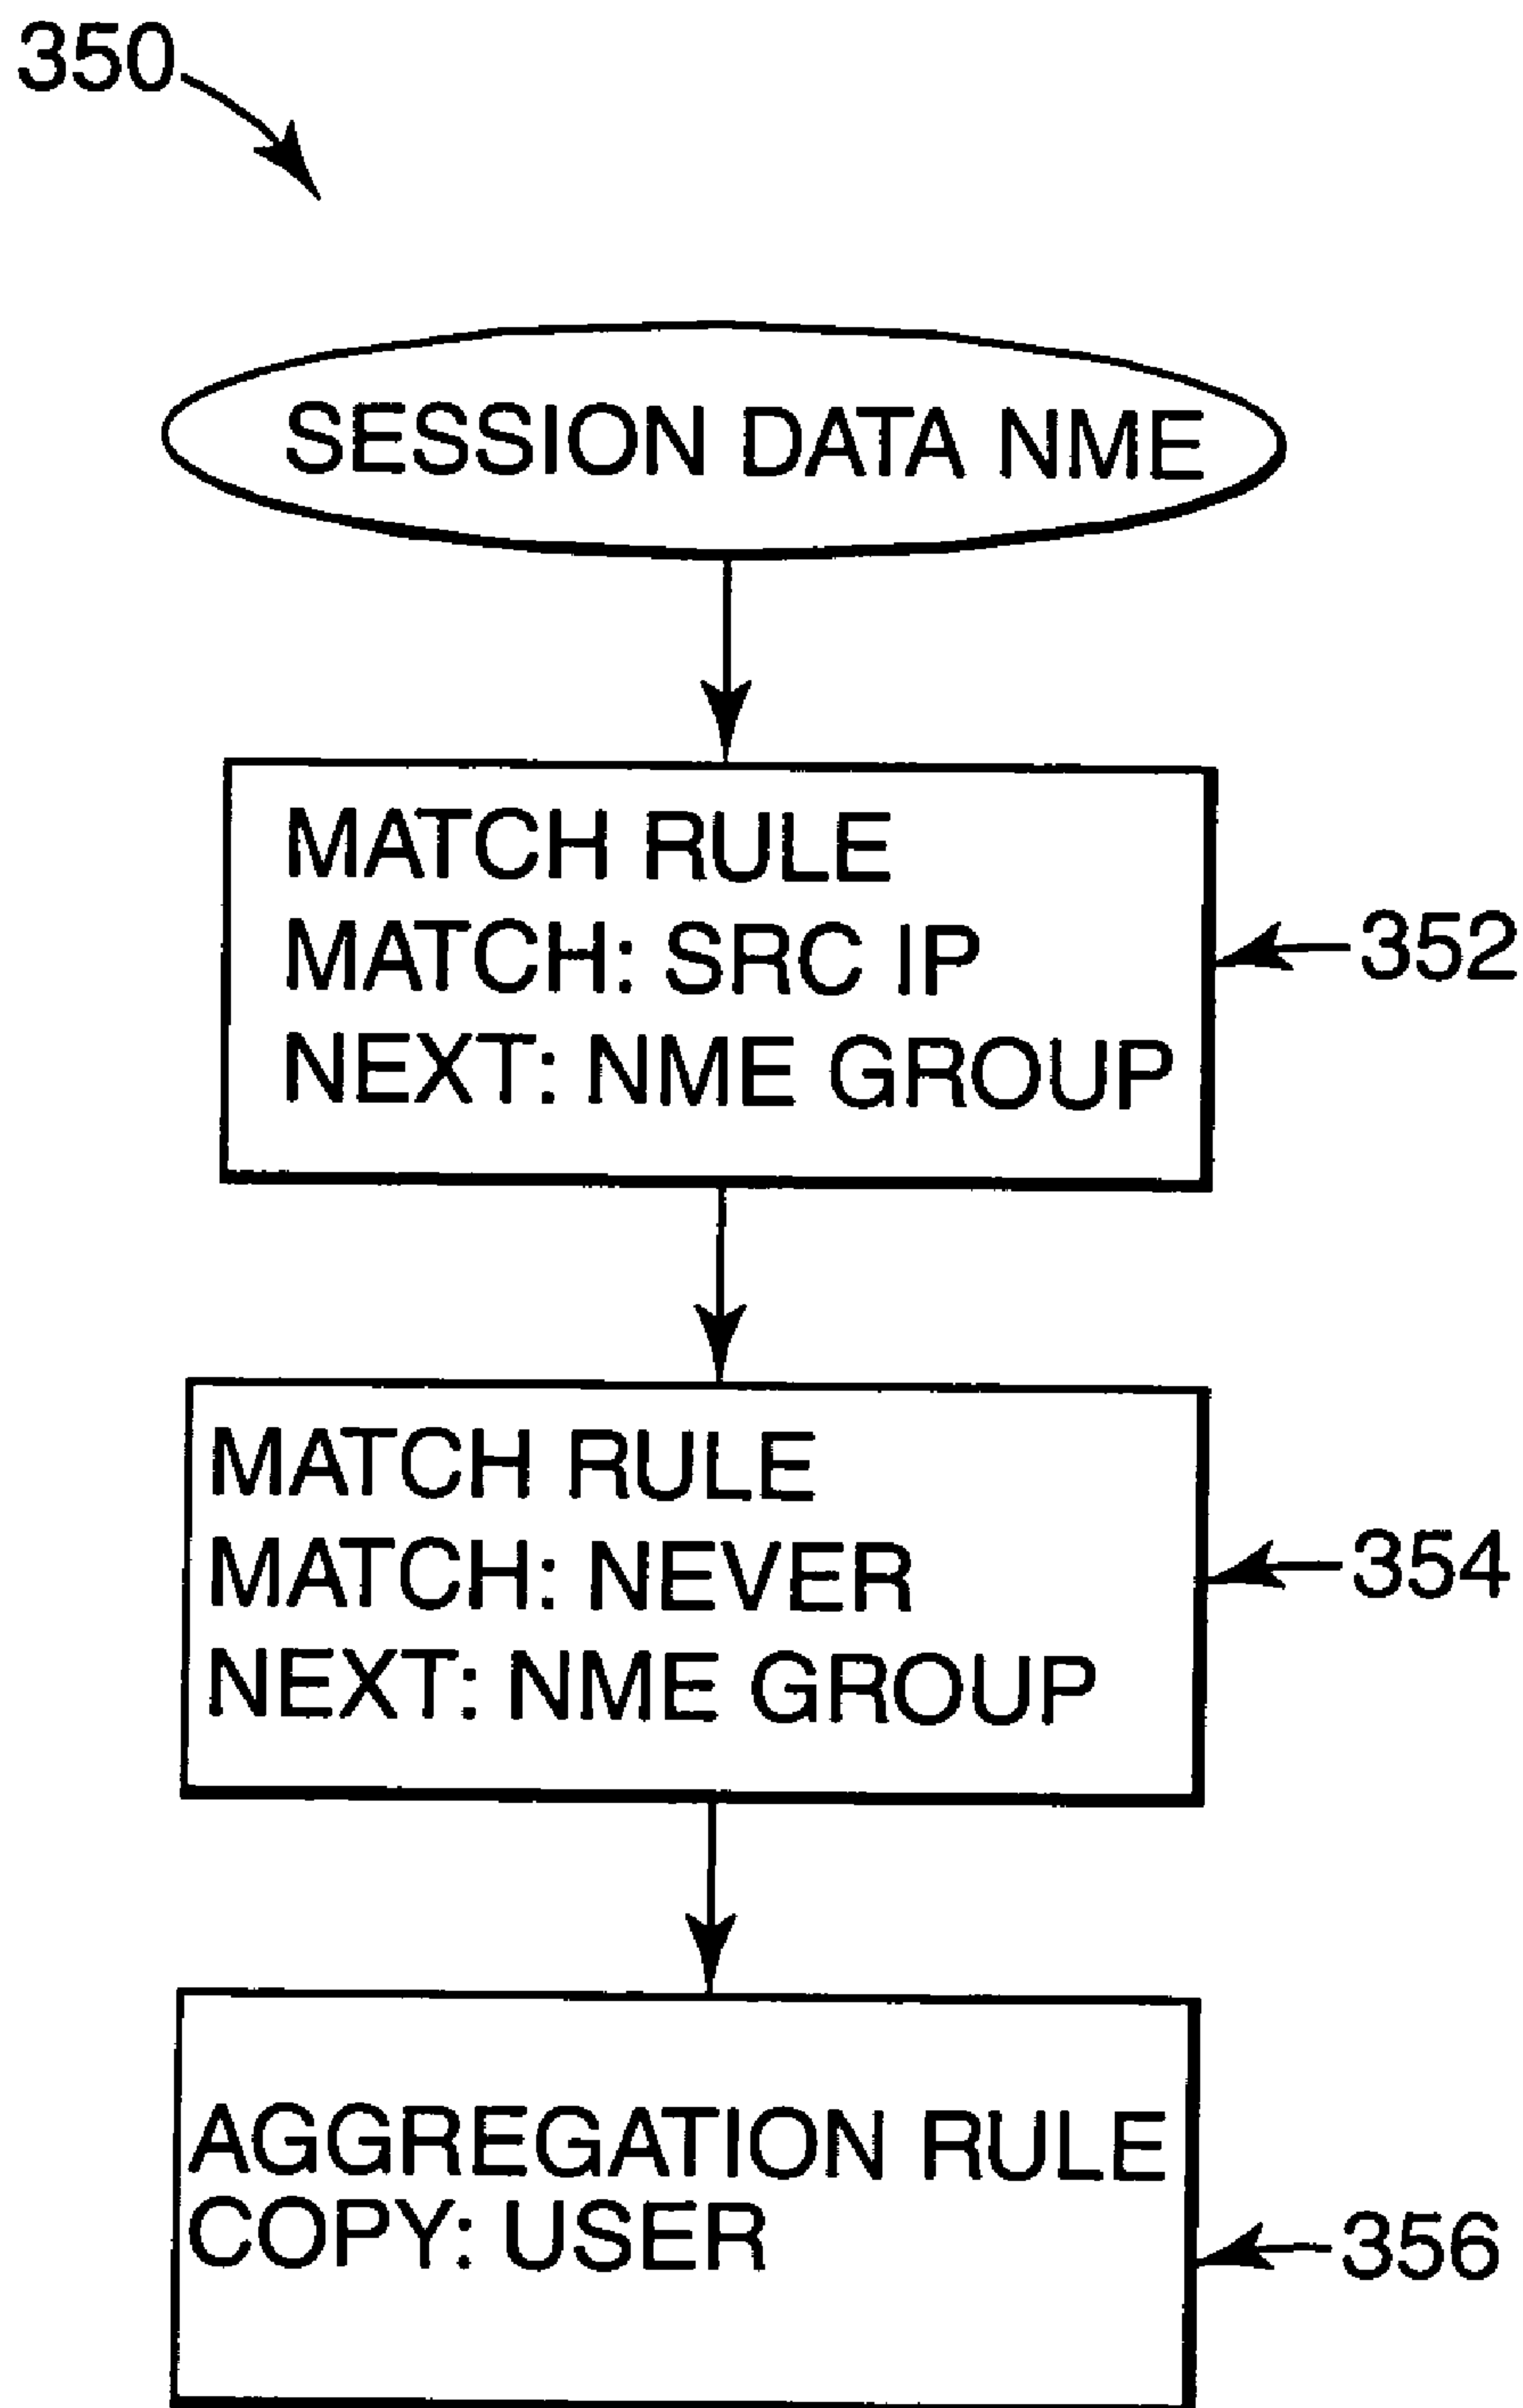 350
SESSION DATA NME
MATCH RULE
MATCH: SRC IP
NEXT: NME GROUP
352
MATCH RULE
MATCH: NEVER
NEXT: NME GROUP
354
AGGREGATION RULE
COPY: USER
356